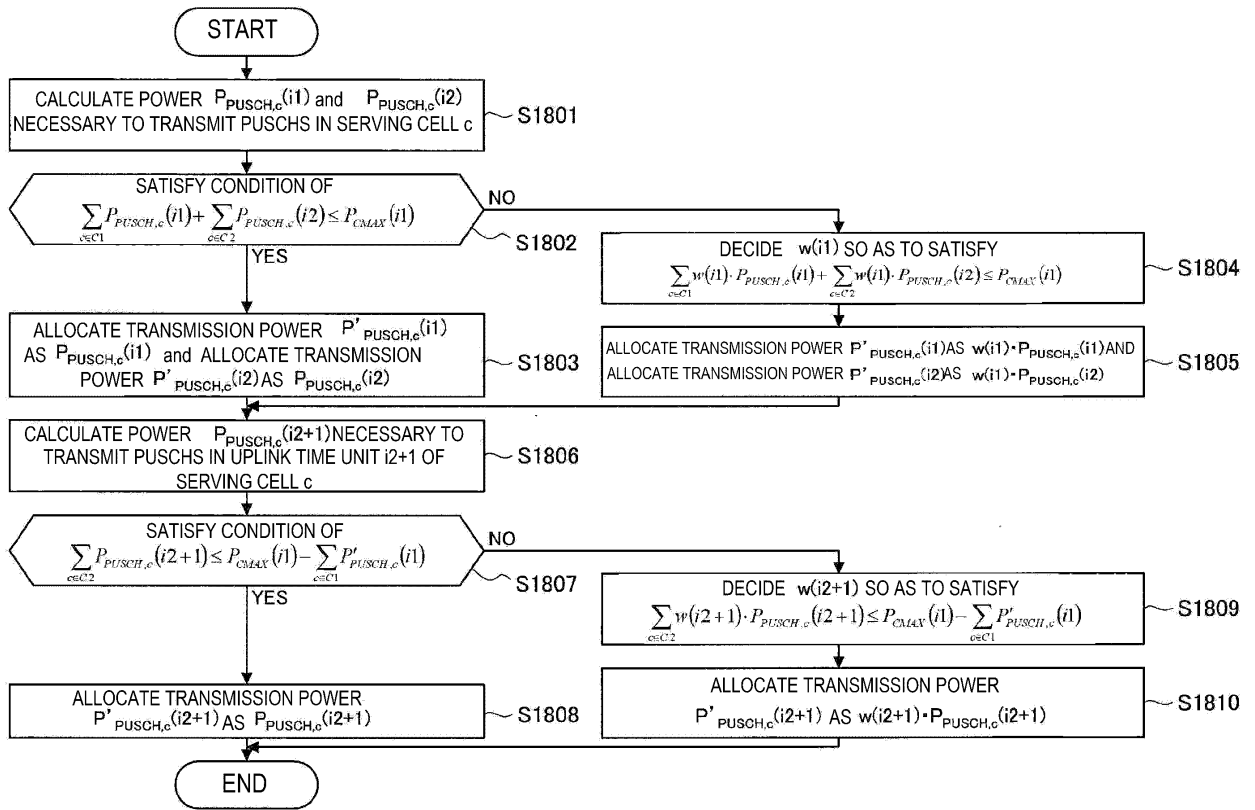 START
CALCULATE POWER P_PUSCH,c(i1) and P_PUSCH,c(i2)
NECESSARY TO TRANSMIT PUSCHS IN SERVING CELL c
S1801
SATISFY CONDITION OF
∑_{c∈C1} P_PUSCH,c(i1) + ∑_{c∈C2} P_PUSCH,c(i2) ≤ P_CMAX(i1)
S1802
NO
YES
DECIDE w(i1) SO AS TO SATISFY
∑_{c∈C1} w(i1)·P_PUSCH,c(i1) + ∑_{c∈C2} w(i1)·P_PUSCH,c(i2) ≤ P_CMAX(i1)
S1804
ALLOCATE TRANSMISSION POWER P'_PUSCH,c(i1)
AS P_PUSCH,c(i1) and ALLOCATE TRANSMISSION
POWER P'_PUSCH,c(i2) AS P_PUSCH,c(i2)
S1803
ALLOCATE TRANSMISSION POWER P'_PUSCH,c(i1) AS w(i1)·P_PUSCH,c(i1) AND
ALLOCATE TRANSMISSION POWER P'_PUSCH,c(i2) AS w(i1)·P_PUSCH,c(i2)
S1805
CALCULATE POWER P_PUSCH,c(i2+1) NECESSARY TO
TRANSMIT PUSCHS IN UPLINK TIME UNIT i2+1 OF
SERVING CELL c
S1806
SATISFY CONDITION OF
∑_{c∈C2} P_PUSCH,c(i2+1) ≤ P_CMAX(i1) − ∑_{c∈C1} P'_PUSCH,c(i1)
S1807
NO
YES
DECIDE w(i2+1) SO AS TO SATISFY
∑_{c∈C2} w(i2+1)·P_PUSCH,c(i2+1) ≤ P_CMAX(i1) − ∑_{c∈C1} P'_PUSCH,c(i1)
S1809
ALLOCATE TRANSMISSION POWER
P'_PUSCH,c(i2+1) AS P_PUSCH,c(i2+1)
S1808
ALLOCATE TRANSMISSION POWER
P'_PUSCH,c(i2+1) AS w(i2+1)·P_PUSCH,c(i2+1)
S1810
END